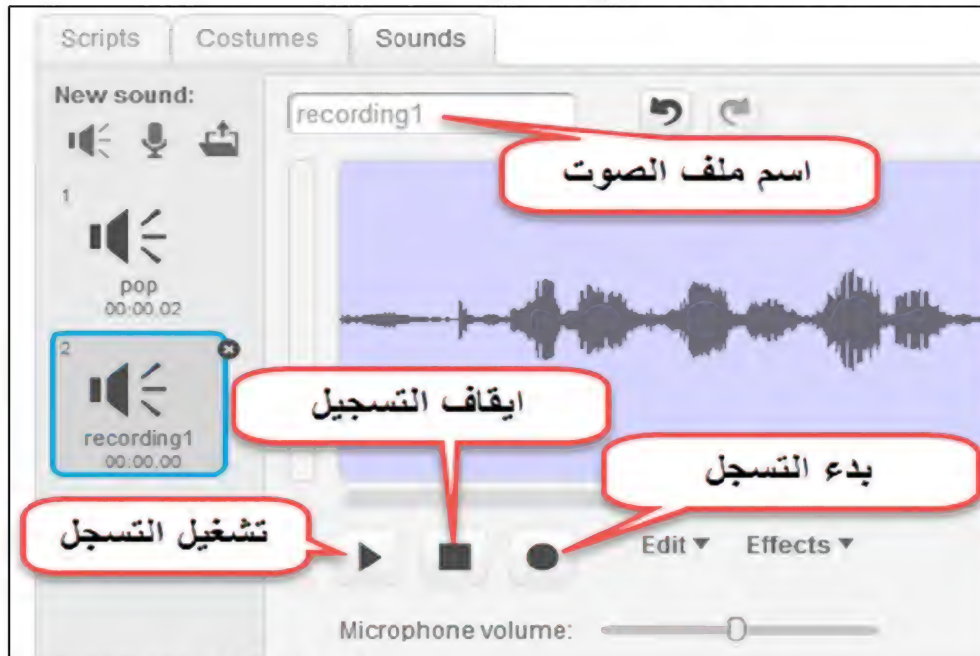 Scripts Costumes Sounds
New sound:
recording1
اسم ملف الصوت
1
pop
00:00.02
2
recording1
00:00.00
ايقاف التسجيل
بدء التسجل
تشغيل التسجل
Edit Effects
Microphone volume: